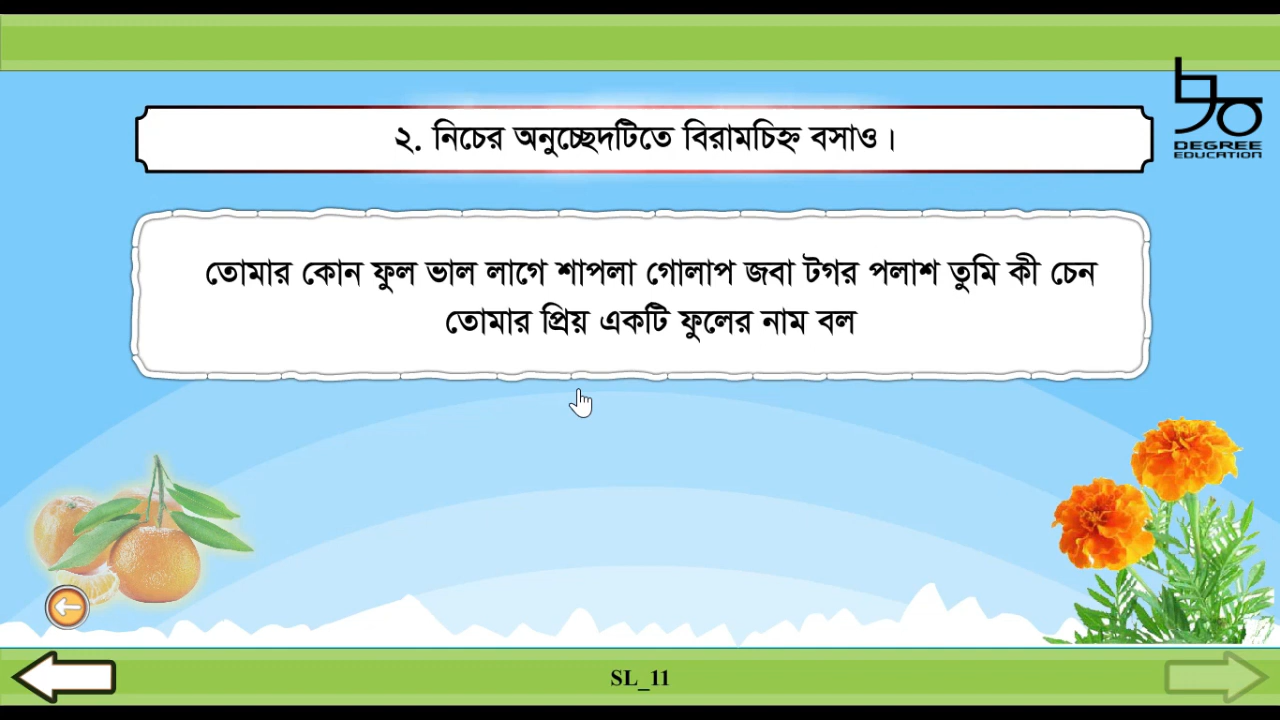 ২. নিচের অনুচ্ছেদটিতে বিরামচিহ্ন বসাও।
DEGREE
EDUCATION
তোমার কোন ফুল ভাল লাগে শাপলা গোলাপ জবা টগর পলাশ তুমি কী চেন
তোমার প্রিয় একটি ফুলের নাম বল
SL_11